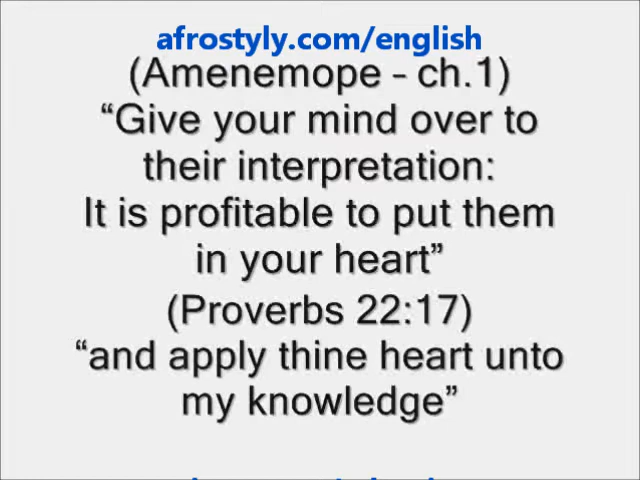 afrostyly.com/english
(Amenemope - ch.1)
“Give your mind over to
their interpretation:
It is profitable to put them
in your heart”
(Proverbs 22:17)
“and apply thine heart unto
my knowledge”